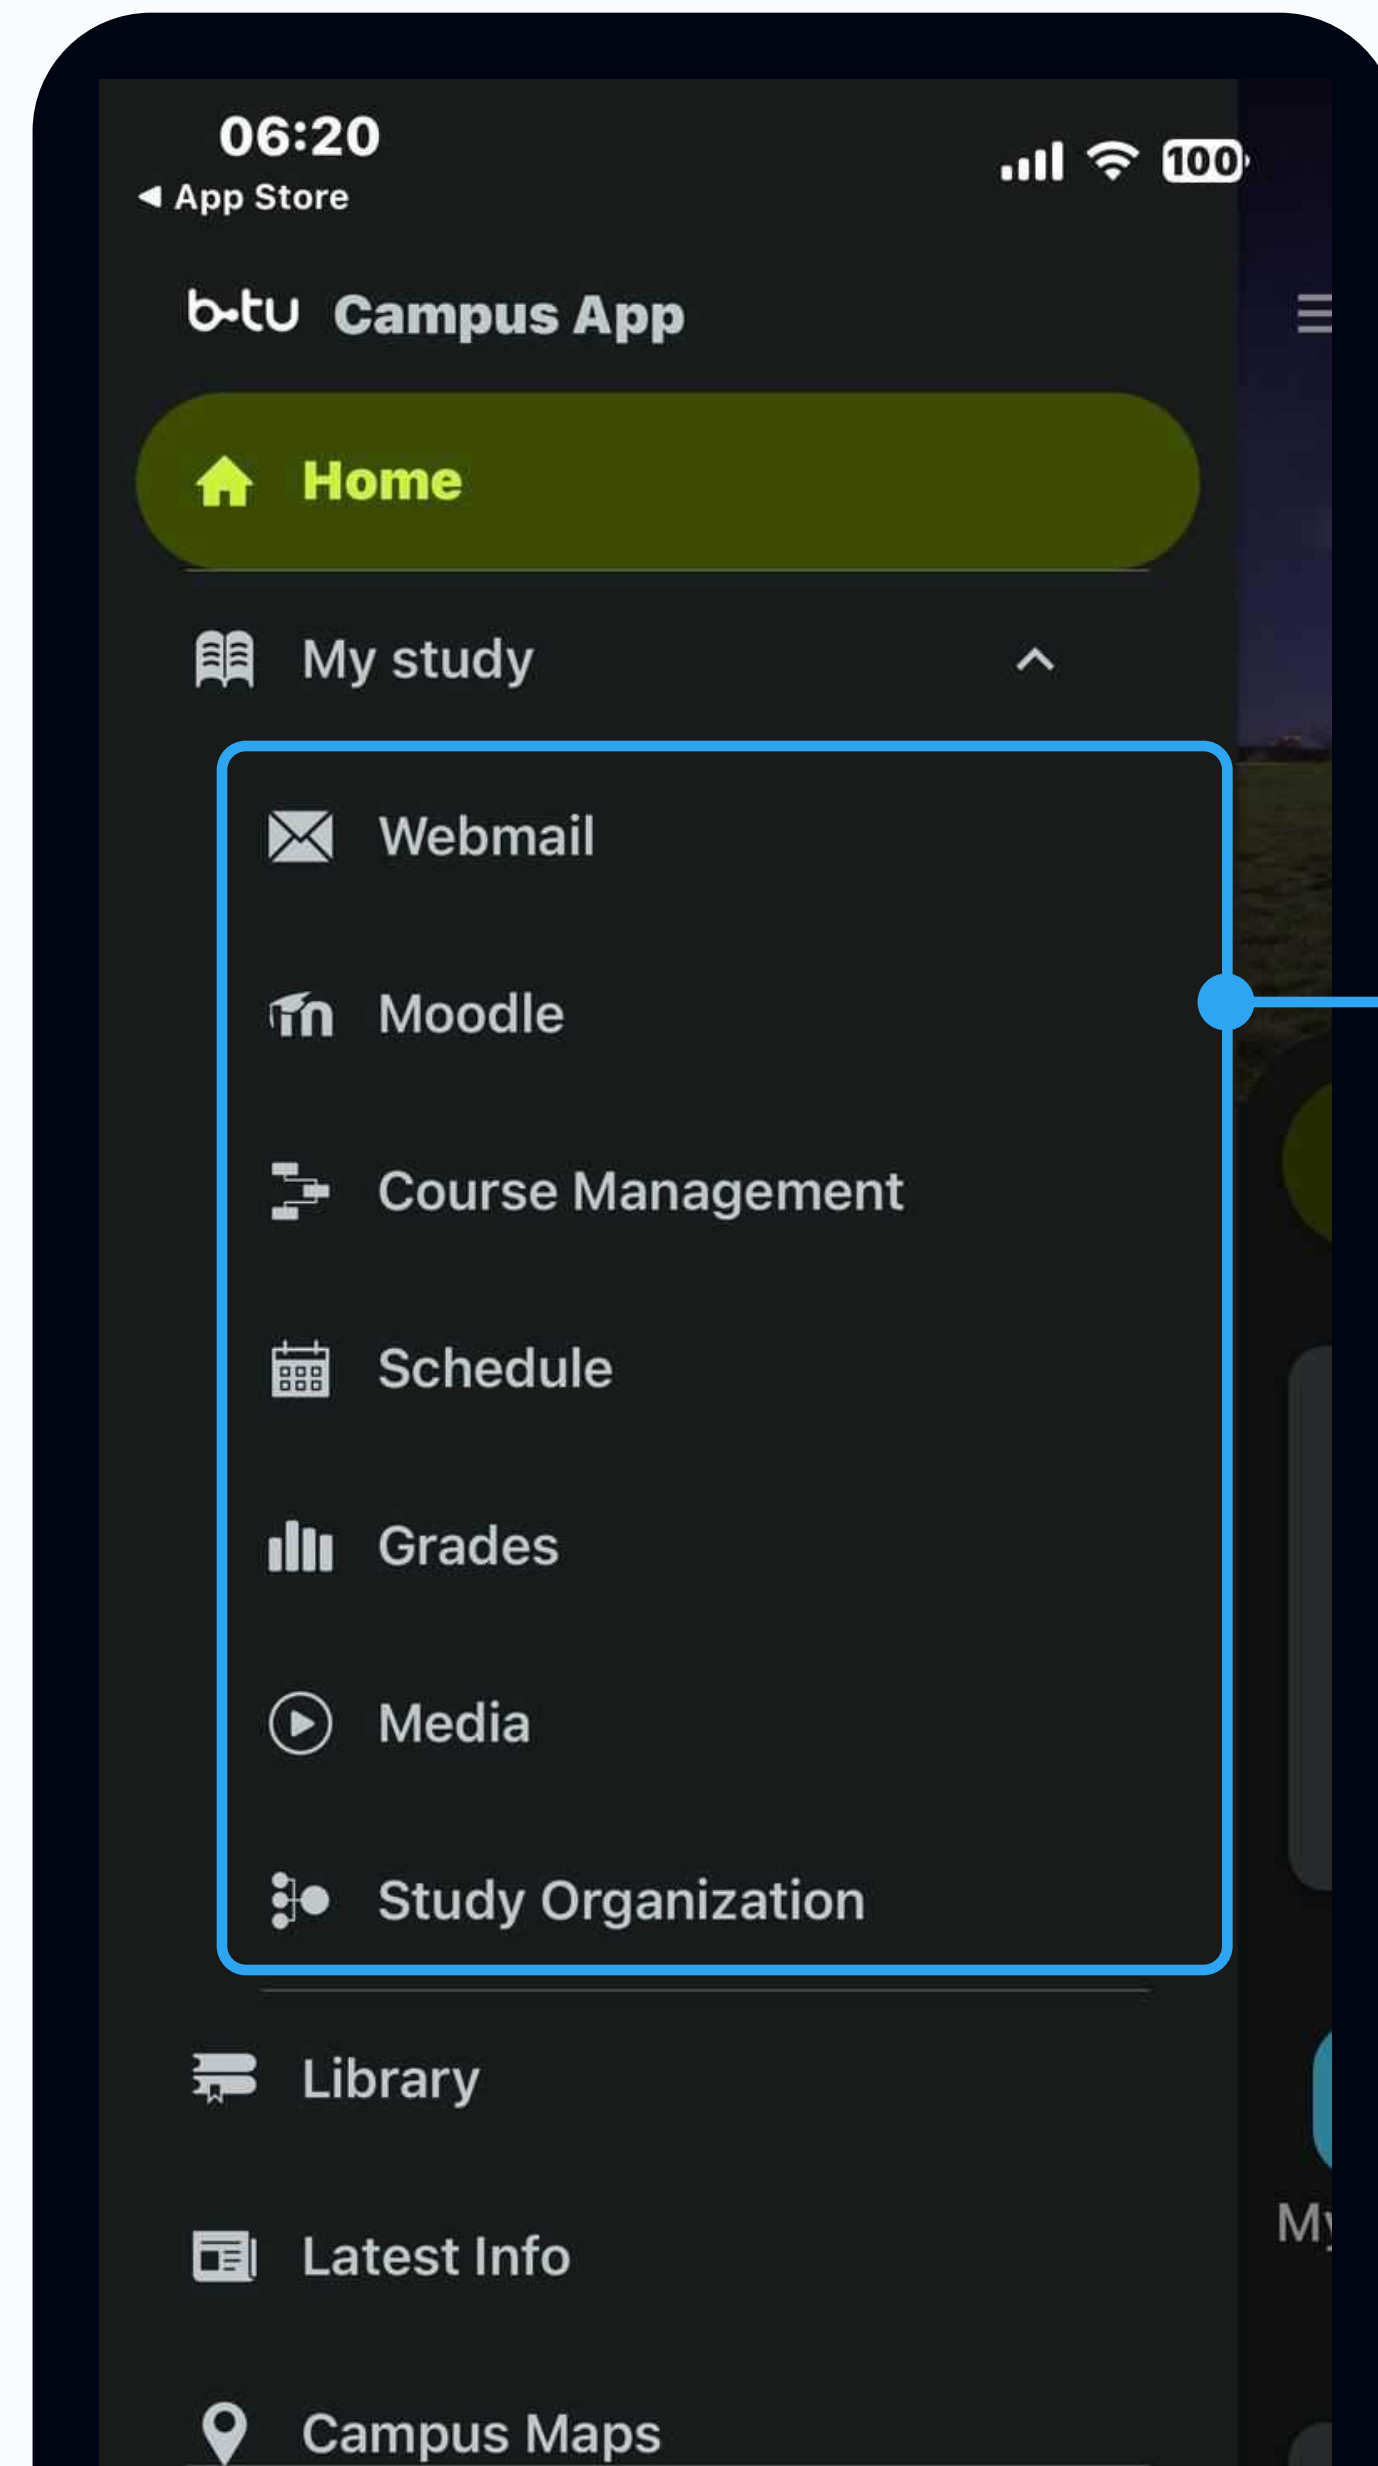 06:20
100
App Store
b-tu Campus App
Home
My study
Webmail
Moodle
Course Management
Schedule
Grades
Media
Study Organization
Library
Latest Info
My
Campus Maps